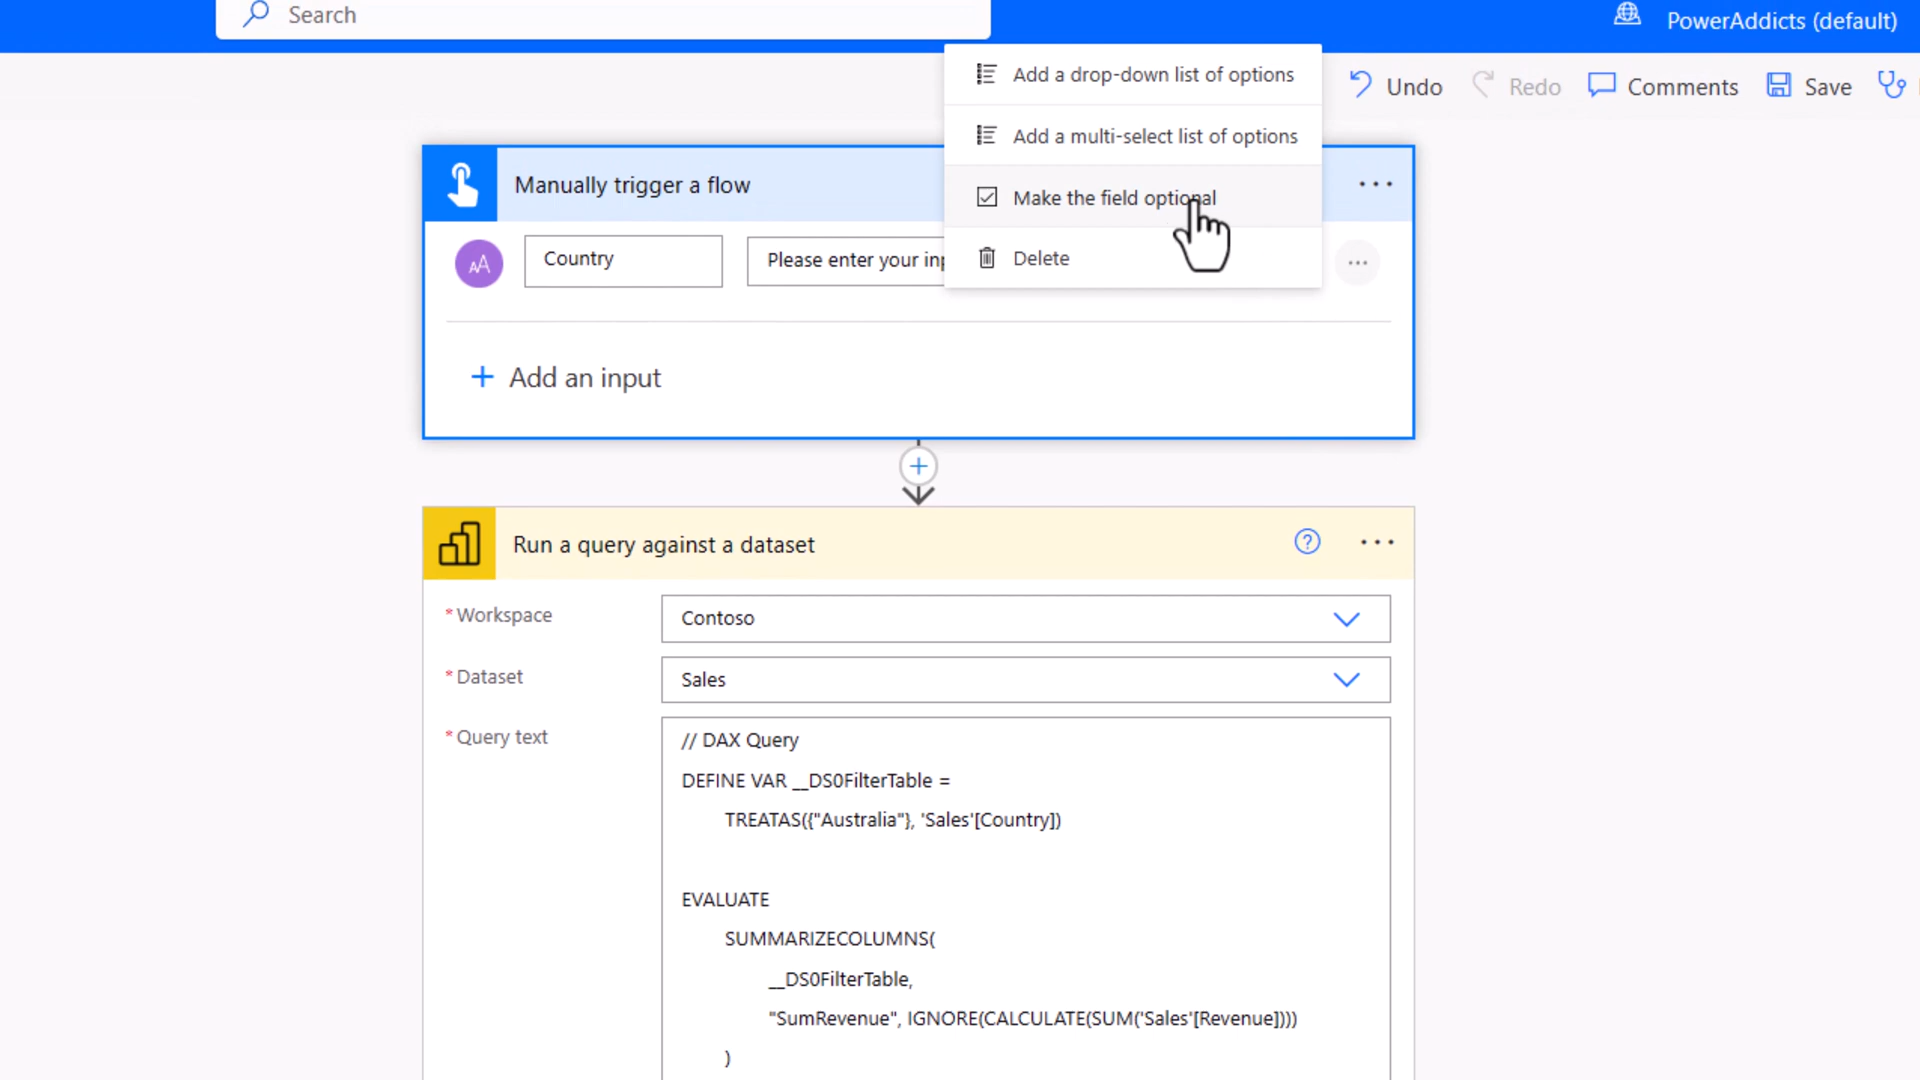 Search
PowerAddicts (default)
Add a drop-down list of options
Undo
Redo
Comments
Save
Add a multi-select list of options
Manually trigger a flow
...
Make the field optional
AA
Country
Please enter your inp
Delete
...
+ Add an input
Run a query against a dataset
?
...
* Workspace
Contoso
* Dataset
Sales
* Query text
// DAX Query
DEFINE VAR __DS0FilterTable =
TREATAS({"Australia"}, 'Sales'[Country])
EVALUATE
SUMMARIZECOLUMNS(
__DS0FilterTable,
"SumRevenue", IGNORE(CALCULATE(SUM('Sales'[Revenue])))
)